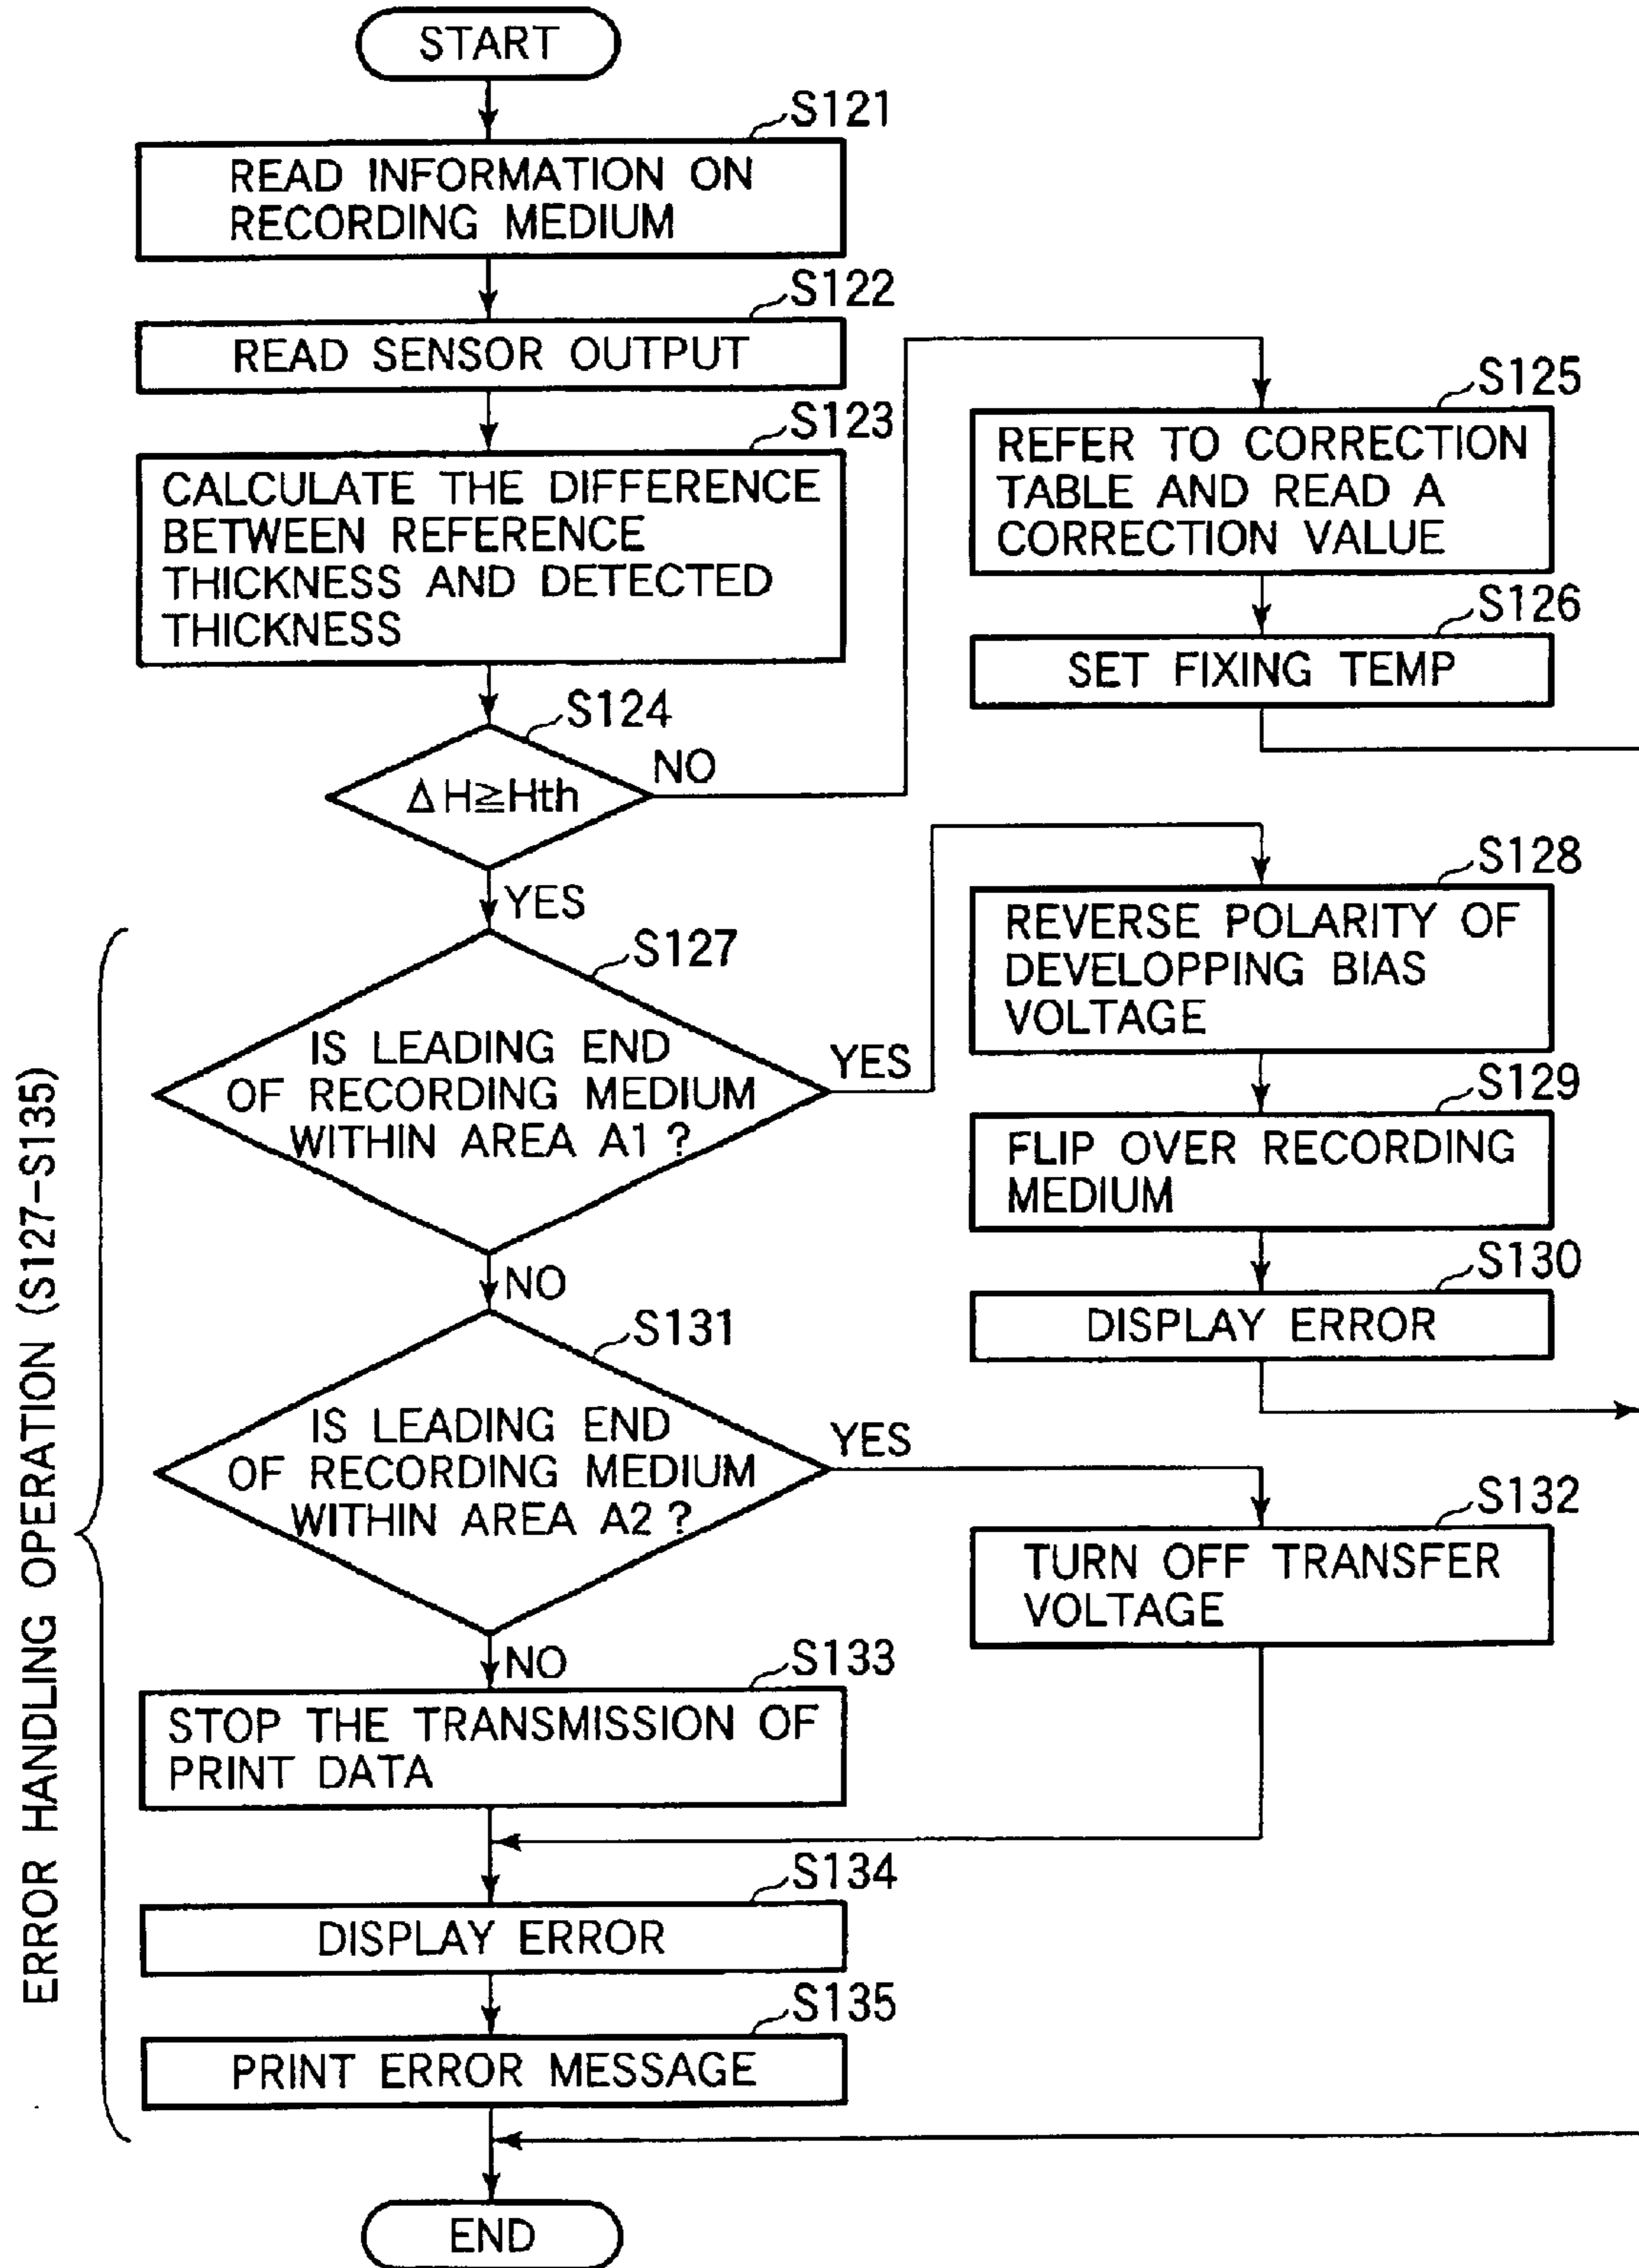 START
S121
READ INFORMATION ON
RECORDING MEDIUM
S122
READ SENSOR OUTPUT
S123
CALCULATE THE DIFFERENCE
BETWEEN REFERENCE
THICKNESS AND DETECTED
THICKNESS
S124
ΔH≧Hth
NO
YES
S125
REFER TO CORRECTION
TABLE AND READ A
CORRECTION VALUE
S126
SET FIXING TEMP
ERROR HANDLING OPERATION (S127-S135)
S127
IS LEADING END
OF RECORDING MEDIUM
WITHIN AREA A1 ?
YES
NO
S128
REVERSE POLARITY OF
DEVELOPPING BIAS
VOLTAGE
S129
FLIP OVER RECORDING
MEDIUM
S130
DISPLAY ERROR
S131
IS LEADING END
OF RECORDING MEDIUM
WITHIN AREA A2 ?
YES
NO
S132
TURN OFF TRANSFER
VOLTAGE
S133
STOP THE TRANSMISSION OF
PRINT DATA
S134
DISPLAY ERROR
S135
PRINT ERROR MESSAGE
END